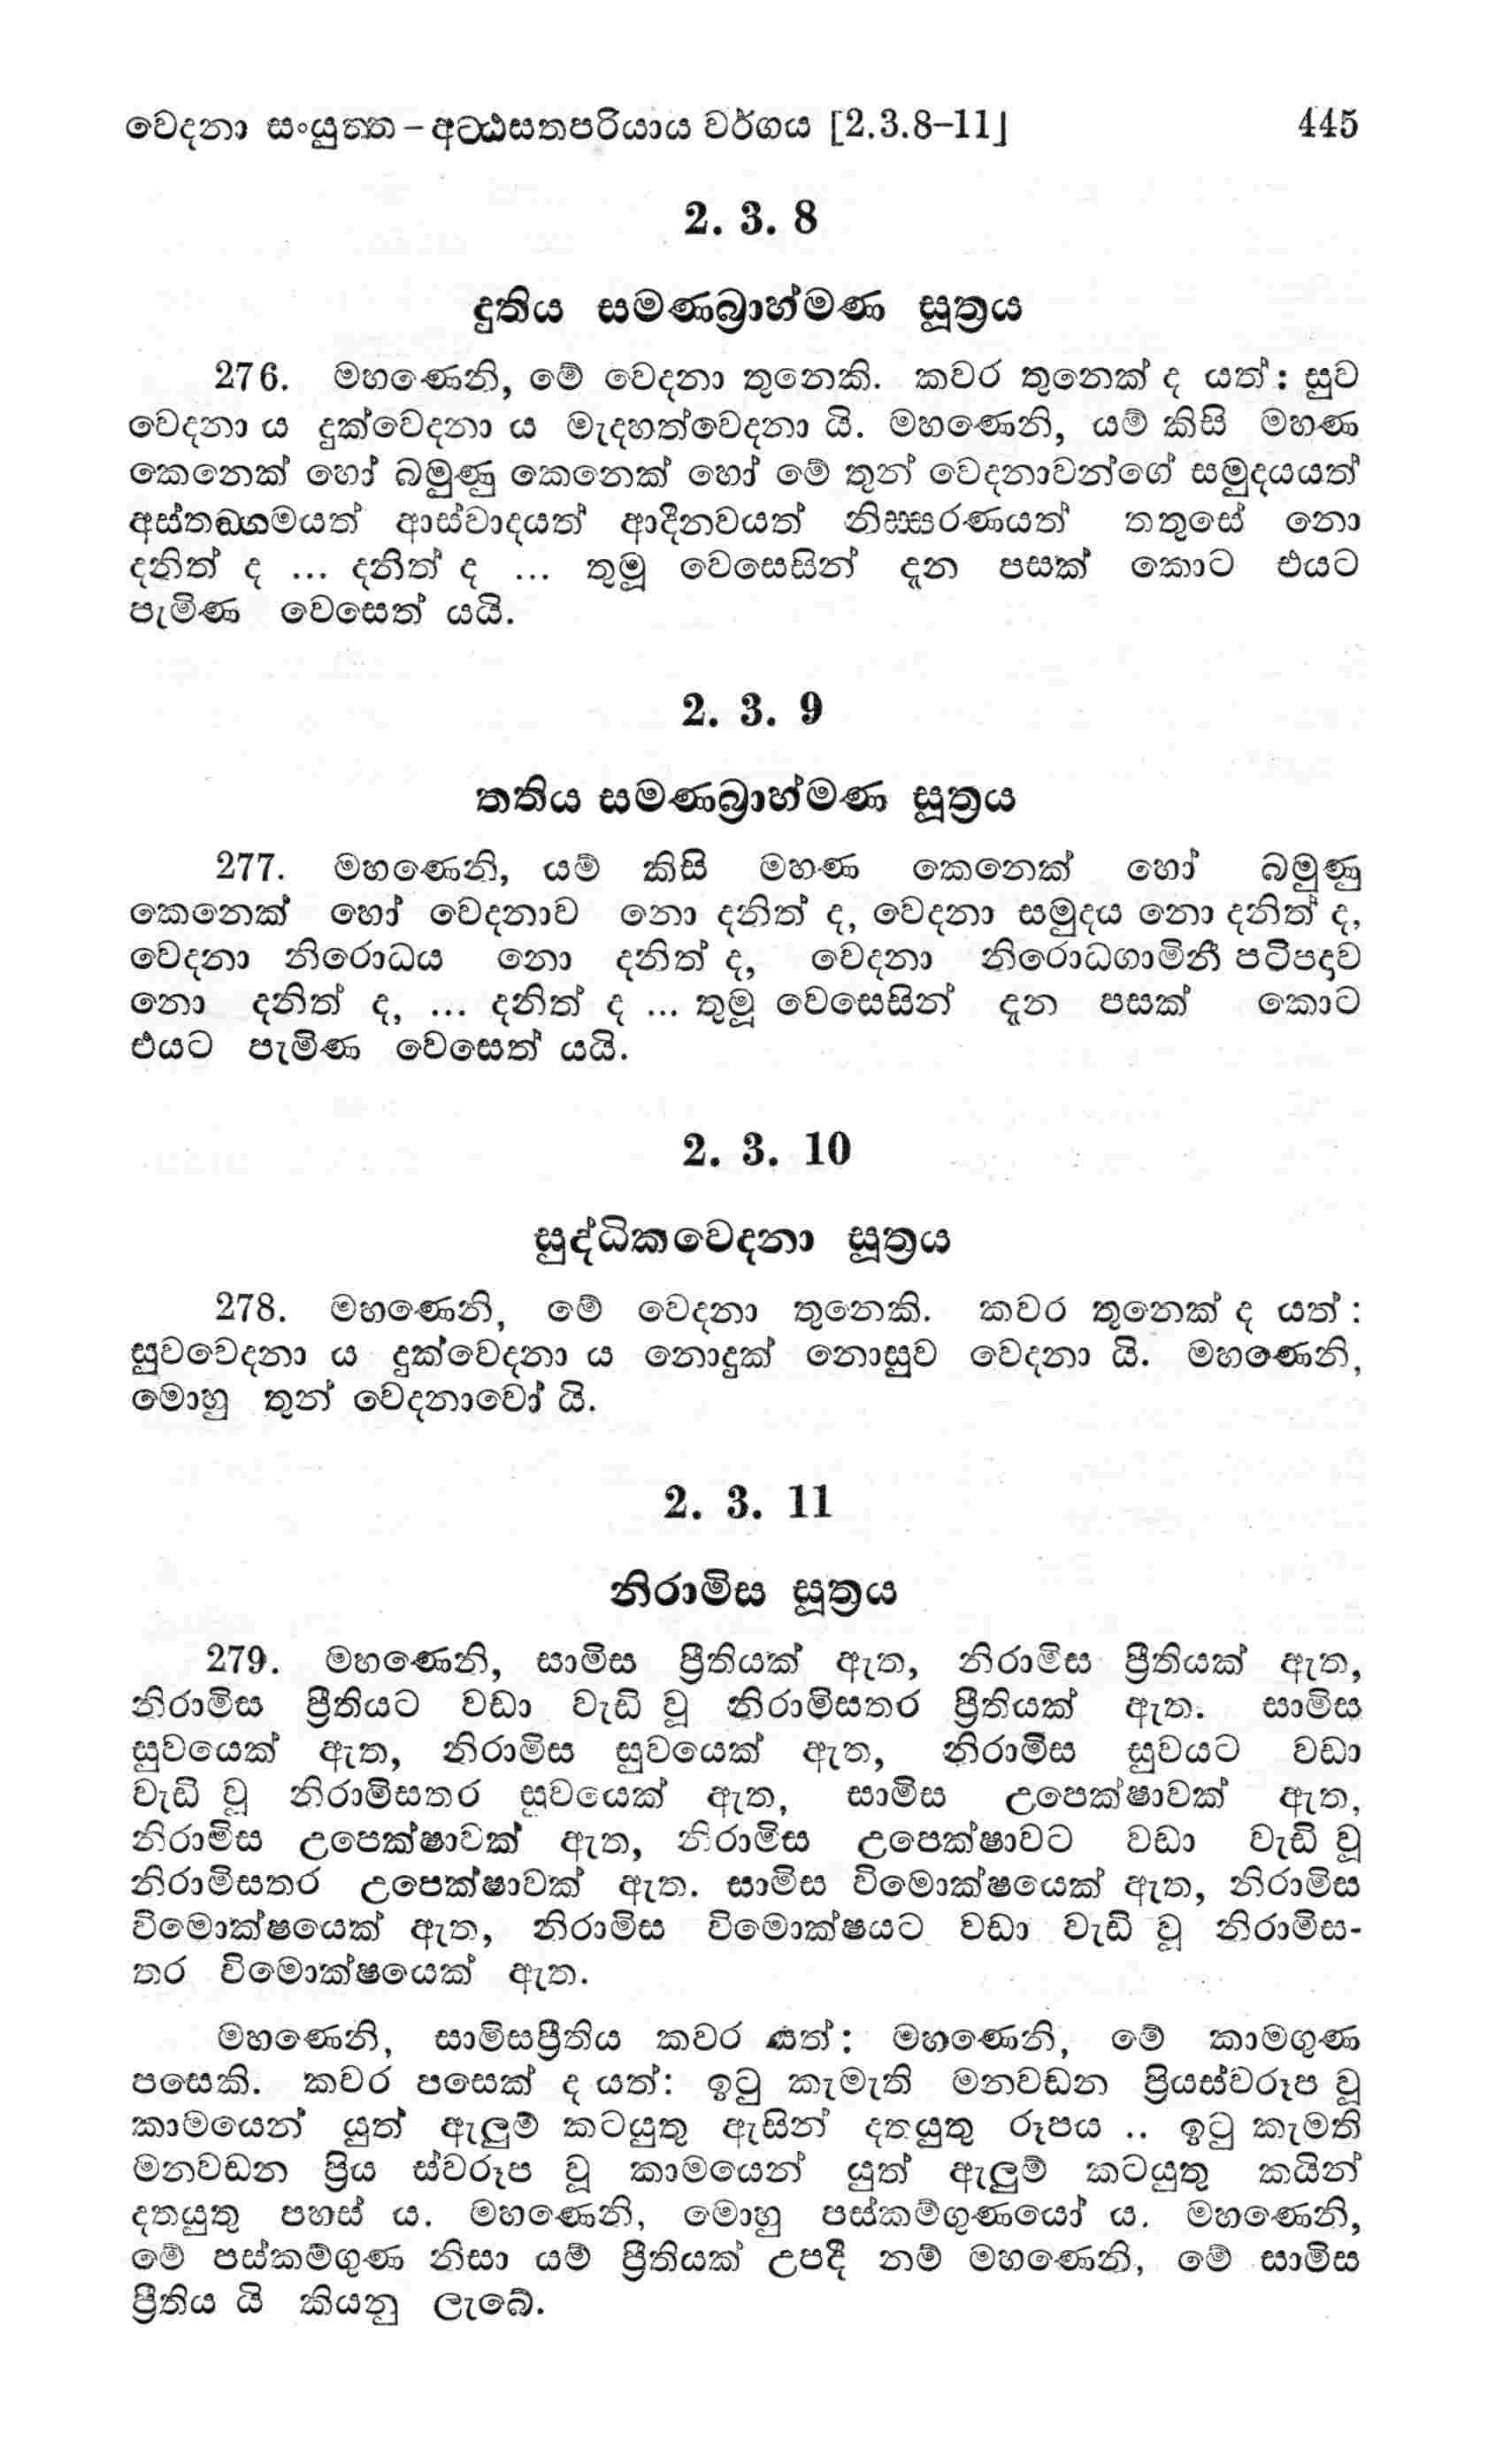 වෙදනා සංයුත්ත – අට්ඨසතපරියාය වර්ගය [2.3.8–11] 445
2. 3. 8
දුතිය සමණබ්‍රාහ්මණ සූත්‍රය
276. මහණෙනි, මේ වෙදනා තුනෙකි. කවර තුනෙක් ද යත්: සුව
වෙදනා ය දුක්වෙදනා ය මැදහත්වෙදනා යි. මහණෙනි, යම් කිසි මහණ
කෙනෙක් හෝ බමුණු කෙනෙක් හෝ මේ තුන් වෙදනාවන්ගේ සමුදයයත්
අස්තඞ්ගමයත් ආස්වාදයත් ආදීනවයත් නිස්සරණයත් තතුසේ නො
දනිත් ද ... දනිත් ද ... තුමූ වෙසෙසින් දැන පසක් කොට එයට
පැමිණ වෙසෙත් යයි.
2. 3. 9
තතිය සමණබ්‍රාහ්මණ සූත්‍රය
277. මහණෙනි, යම් කිසි මහණ කෙනෙක් හෝ බමුණු
කෙනෙක් හෝ වෙදනාව නො දනිත් ද, වෙදනා සමුදය නො දනිත් ද,
වෙදනා නිරොධය නො දනිත් ද, වෙදනා නිරොධගාමිනී පටිපදාව
නො දනිත් ද, ... දනිත් ද ... තුමූ වෙසෙසින් දැන පසක් කොට
එයට පැමිණ වෙසෙත් යයි.
2. 3. 10
සුද්ධිකවෙදනා සූත්‍රය
278. මහණෙනි, මේ වෙදනා තුනෙකි. කවර තුනෙක් ද යත්:
සුවවෙදනා ය දුක්වෙදනා ය නොදුක් නොසුව වෙදනා යි. මහණෙනි,
මොහු තුන් වෙදනාවෝ යි.
2. 3. 11
නිරාමිස සූත්‍රය
279. මහණෙනි, සාමිස ප්‍රීතියක් ඇත, නිරාමිස ප්‍රීතියක් ඇත,
නිරාමිස ප්‍රීතියට වඩා වැඩි වූ නිරාමිසතර ප්‍රීතියක් ඇත. සාමිස
සුවයෙක් ඇත, නිරාමිස සුවයෙක් ඇත, නිරාමිස සුවයට වඩා
වැඩි වූ නිරාමිසතර සුවයෙක් ඇත, සාමිස උපෙක්ෂාවක් ඇත,
නිරාමිස උපෙක්ෂාවක් ඇත, නිරාමිස උපෙක්ෂාවට වඩා වැඩි වූ
නිරාමිසතර උපෙක්ෂාවක් ඇත. සාමිස විමොක්ෂයෙක් ඇත, නිරාමිස
විමොක්ෂයෙක් ඇත, නිරාමිස විමොක්ෂයට වඩා වැඩි වූ නිරාමිස-
තර විමොක්ෂයෙක් ඇත.
මහණෙනි, සාමිසප්‍රීතිය කවර යත්: මහණෙනි, මේ කාමගුණ
පසෙකි. කවර පසෙක් ද යත්: ඉටු කැමැති මනවඩන ප්‍රියස්වරූප වූ
කාමයෙන් යුත් ඇලුම් කටයුතු ඇසින් දතයුතු රූපය .. ඉටු කැමති
මනවඩන ප්‍රිය ස්වරූප වූ කාමයෙන් යුත් ඇලුම් කටයුතු කයින්
දතයුතු පහස් ය. මහණෙනි, මොහු පස්කම්ගුණයෝ ය. මහණෙනි,
මේ පස්කම්ගුණ නිසා යම් ප්‍රීතියක් උපදී නම් මහණෙනි, මේ සාමිස
ප්‍රීතිය යි කියනු ලැබේ.